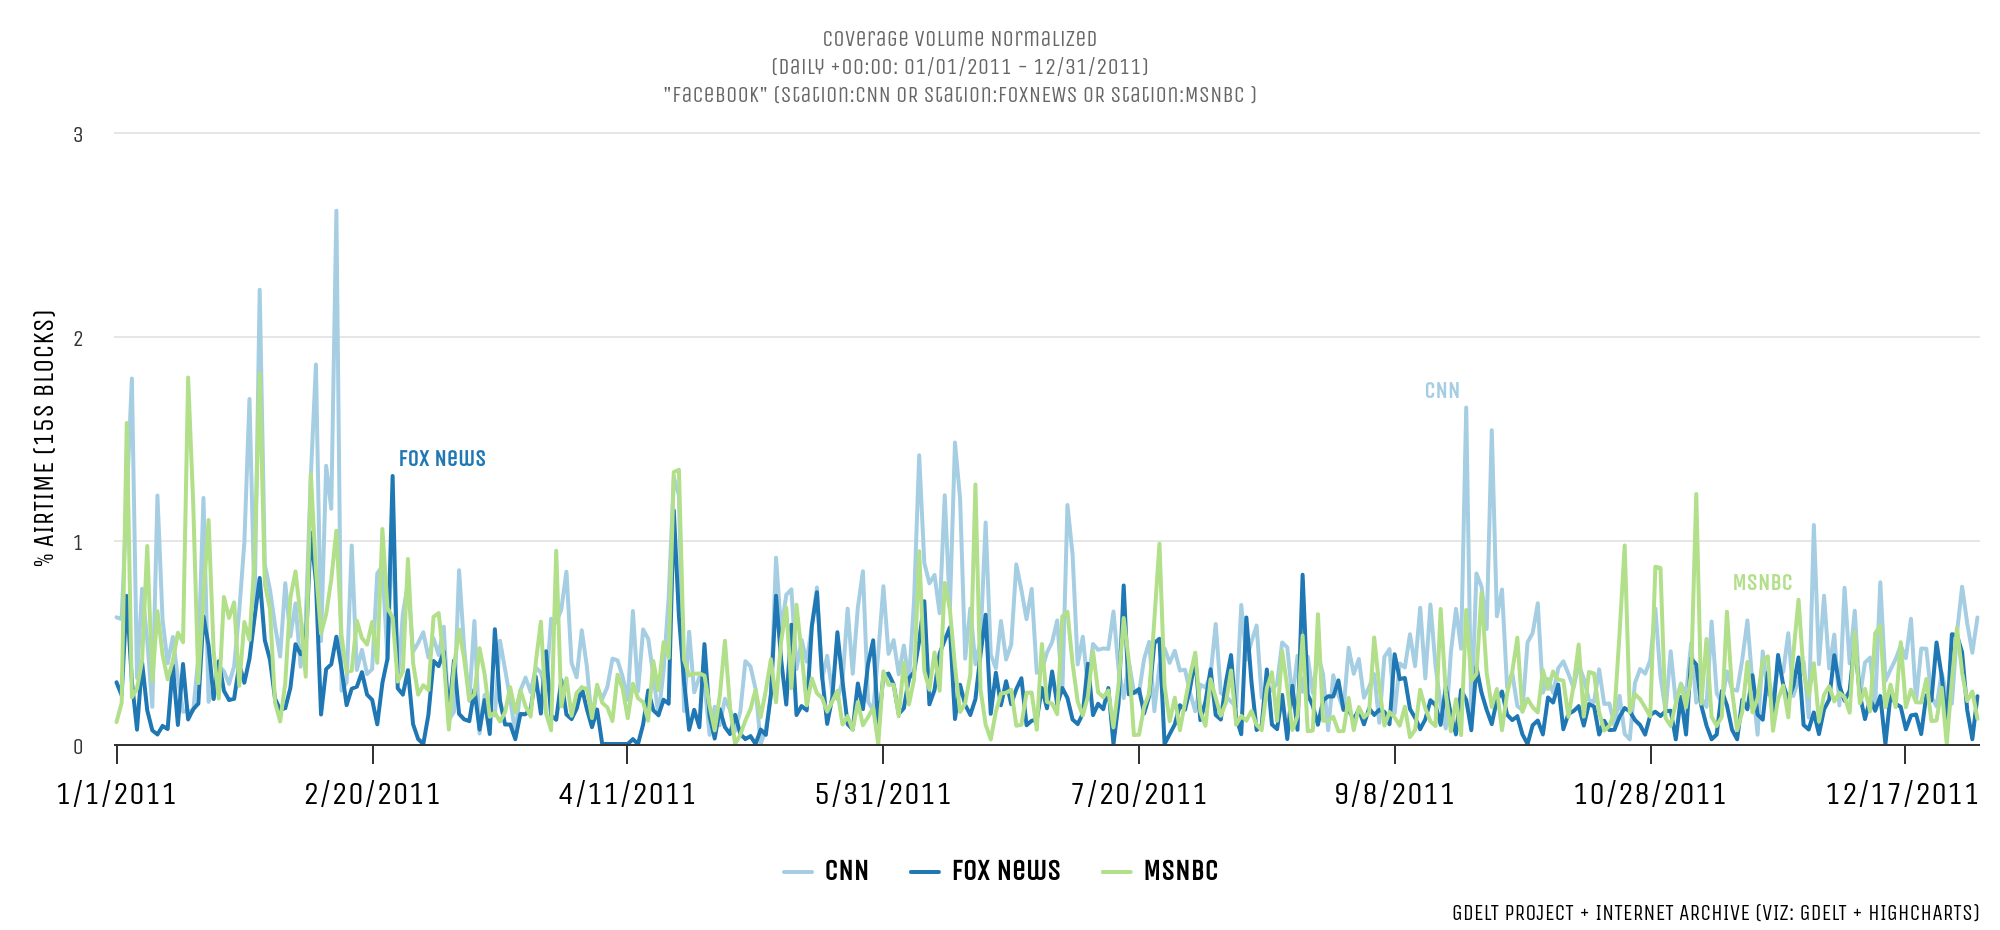 Coverage Volume Normalized
(Daily +00:00: 01/01/2011 - 12/31/2011)
"Facebook" (Station:CNN OR Station:FOXNEWS OR Station:MSNBC )
% AIRTIME (15S BLOCKS)
3
2
1
0
CNN
FOX News
MSNBC
1/1/2011 2/20/2011 4/11/2011 5/31/2011 7/20/2011 9/8/2011 10/28/2011 12/17/2011
CNN FOX News MSNBC
GDELT PROJECT + INTERNET ARCHIVE (VIZ: GDELT + HIGHCHARTS)